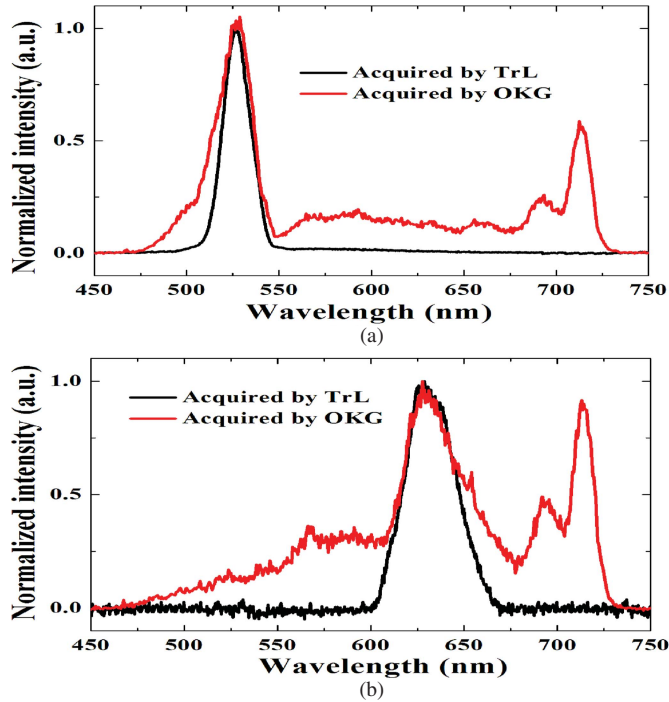 Normalized intensity (a.u.)
1.0
0.5
0.0
Acquired by TrL
Acquired by OKG
450 500 550 600 650 700 750
Wavelength (nm)
(a)
Normalized intensity (a.u.)
1.0
0.5
0.0
Acquired by TrL
Acquired by OKG
450 500 550 600 650 700 750
Wavelength (nm)
(b)